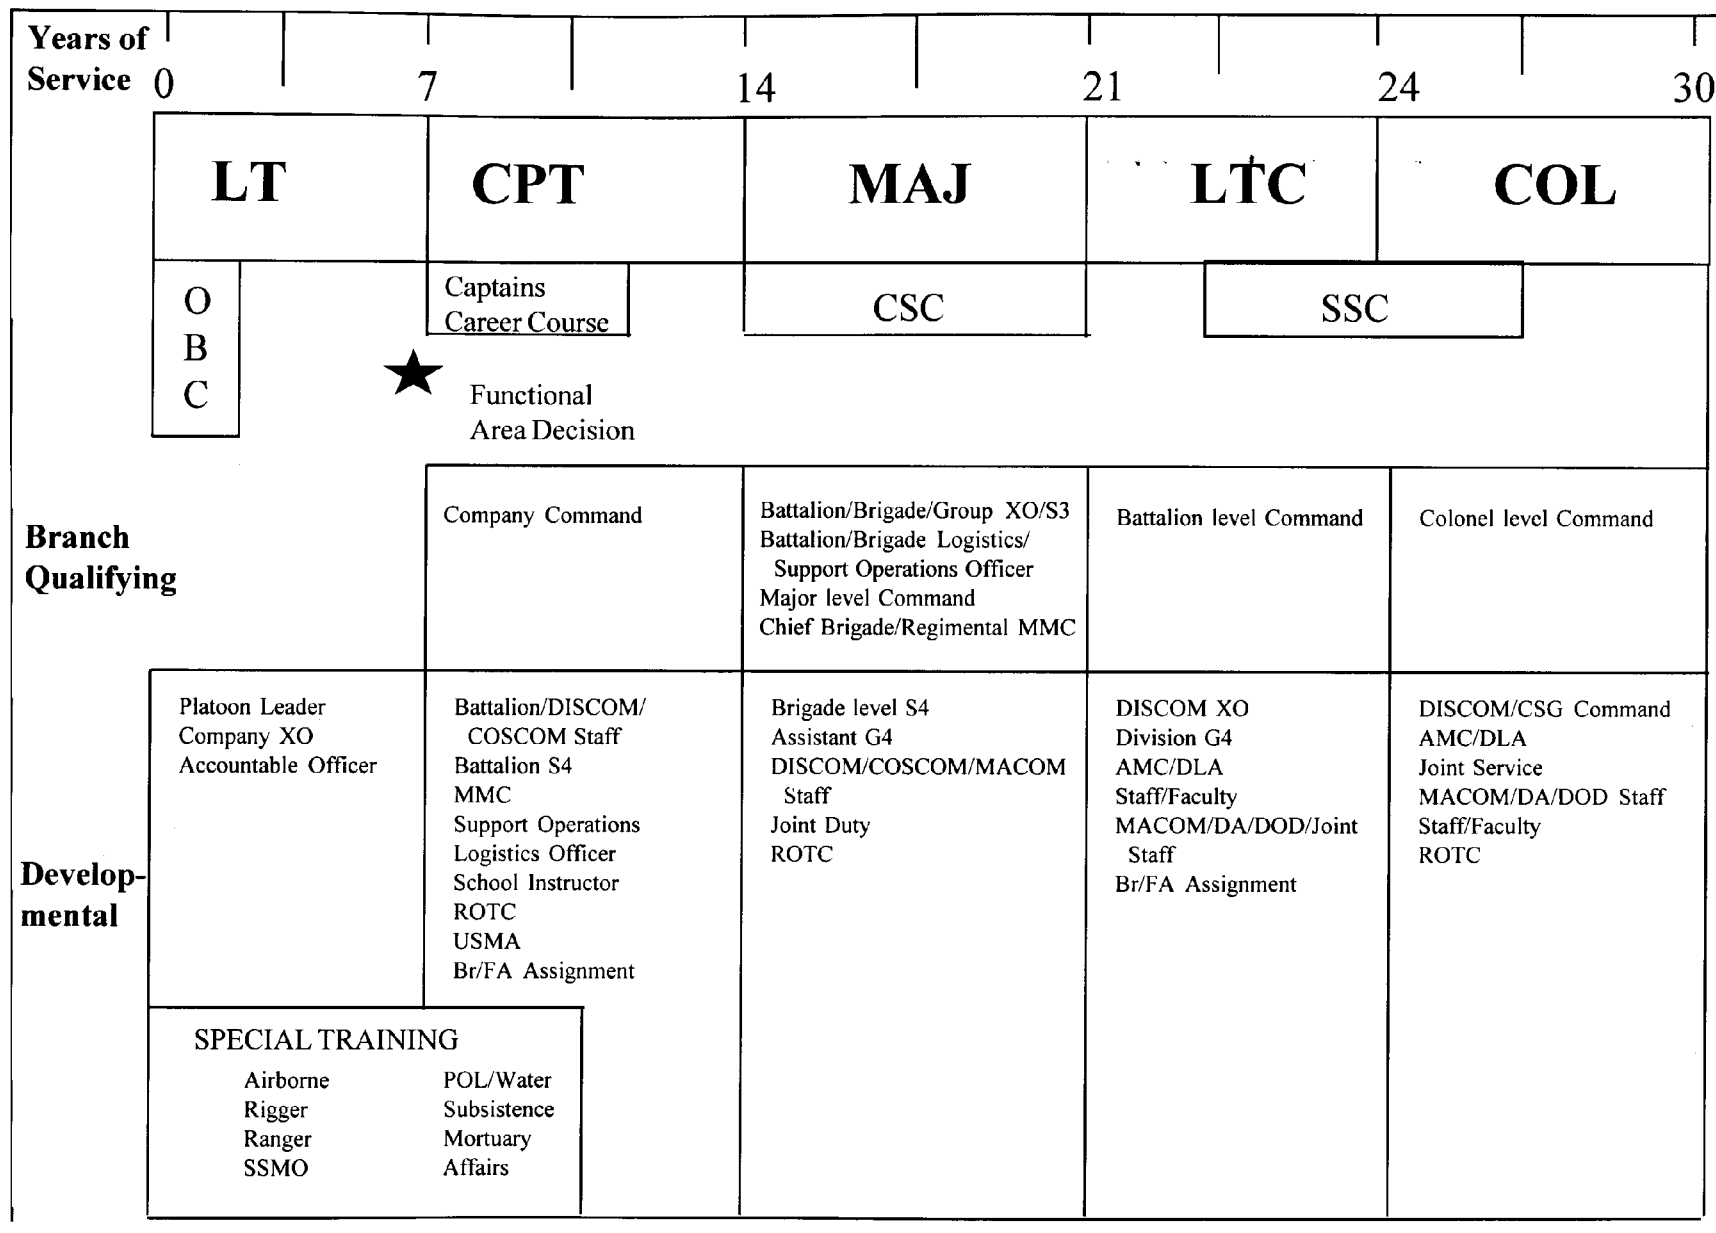 Years of
Service 0 7 14 21 24 30
LT CPT MAJ LTC COL
O
B
C
Captains
Career Course
CSC
SSC
Functional
Area Decision
Branch
Qualifying
Company Command
Battalion/Brigade/Group XO/S3
Battalion/Brigade Logistics/
Support Operations Officer
Major level Command
Chief Brigade/Regimental MMC
Battalion level Command
Colonel level Command
Develop-
mental
Platoon Leader
Company XO
Accountable Officer
Battalion/DISCOM/
COSCOM Staff
Battalion S4
MMC
Support Operations
Logistics Officer
School Instructor
ROTC
USMA
Br/FA Assignment
Brigade level S4
Assistant G4
DISCOM/COSCOM/MACOM
Staff
Joint Duty
ROTC
DISCOM XO
Division G4
AMC/DLA
Staff/Faculty
MACOM/DA/DOD/Joint
Staff
Br/FA Assignment
DISCOM/CSG Command
AMC/DLA
Joint Service
MACOM/DA/DOD Staff
Staff/Faculty
ROTC
SPECIAL TRAINING
Airborne
Rigger
Ranger
SSMO
POL/Water
Subsistence
Mortuary
Affairs